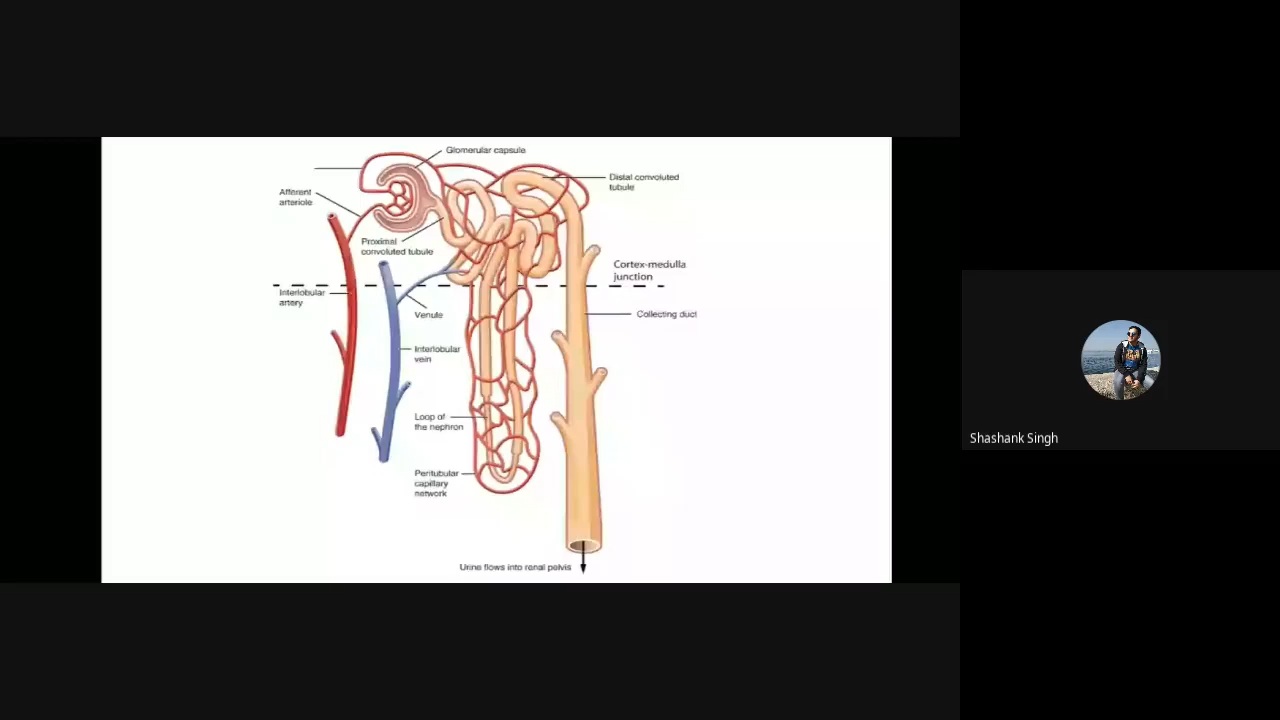 Glomerular capsule
Distal convoluted
tubule
Afferent
arteriole
Proximal
convoluted tubule
Cortex-medulla
junction
Interlobular
artery
Venule
Collecting duct
Interlobular
vein
Loop of
the nephron
Peritubular
capillary
network
Urine flows into renal pelvis
Shashank Singh